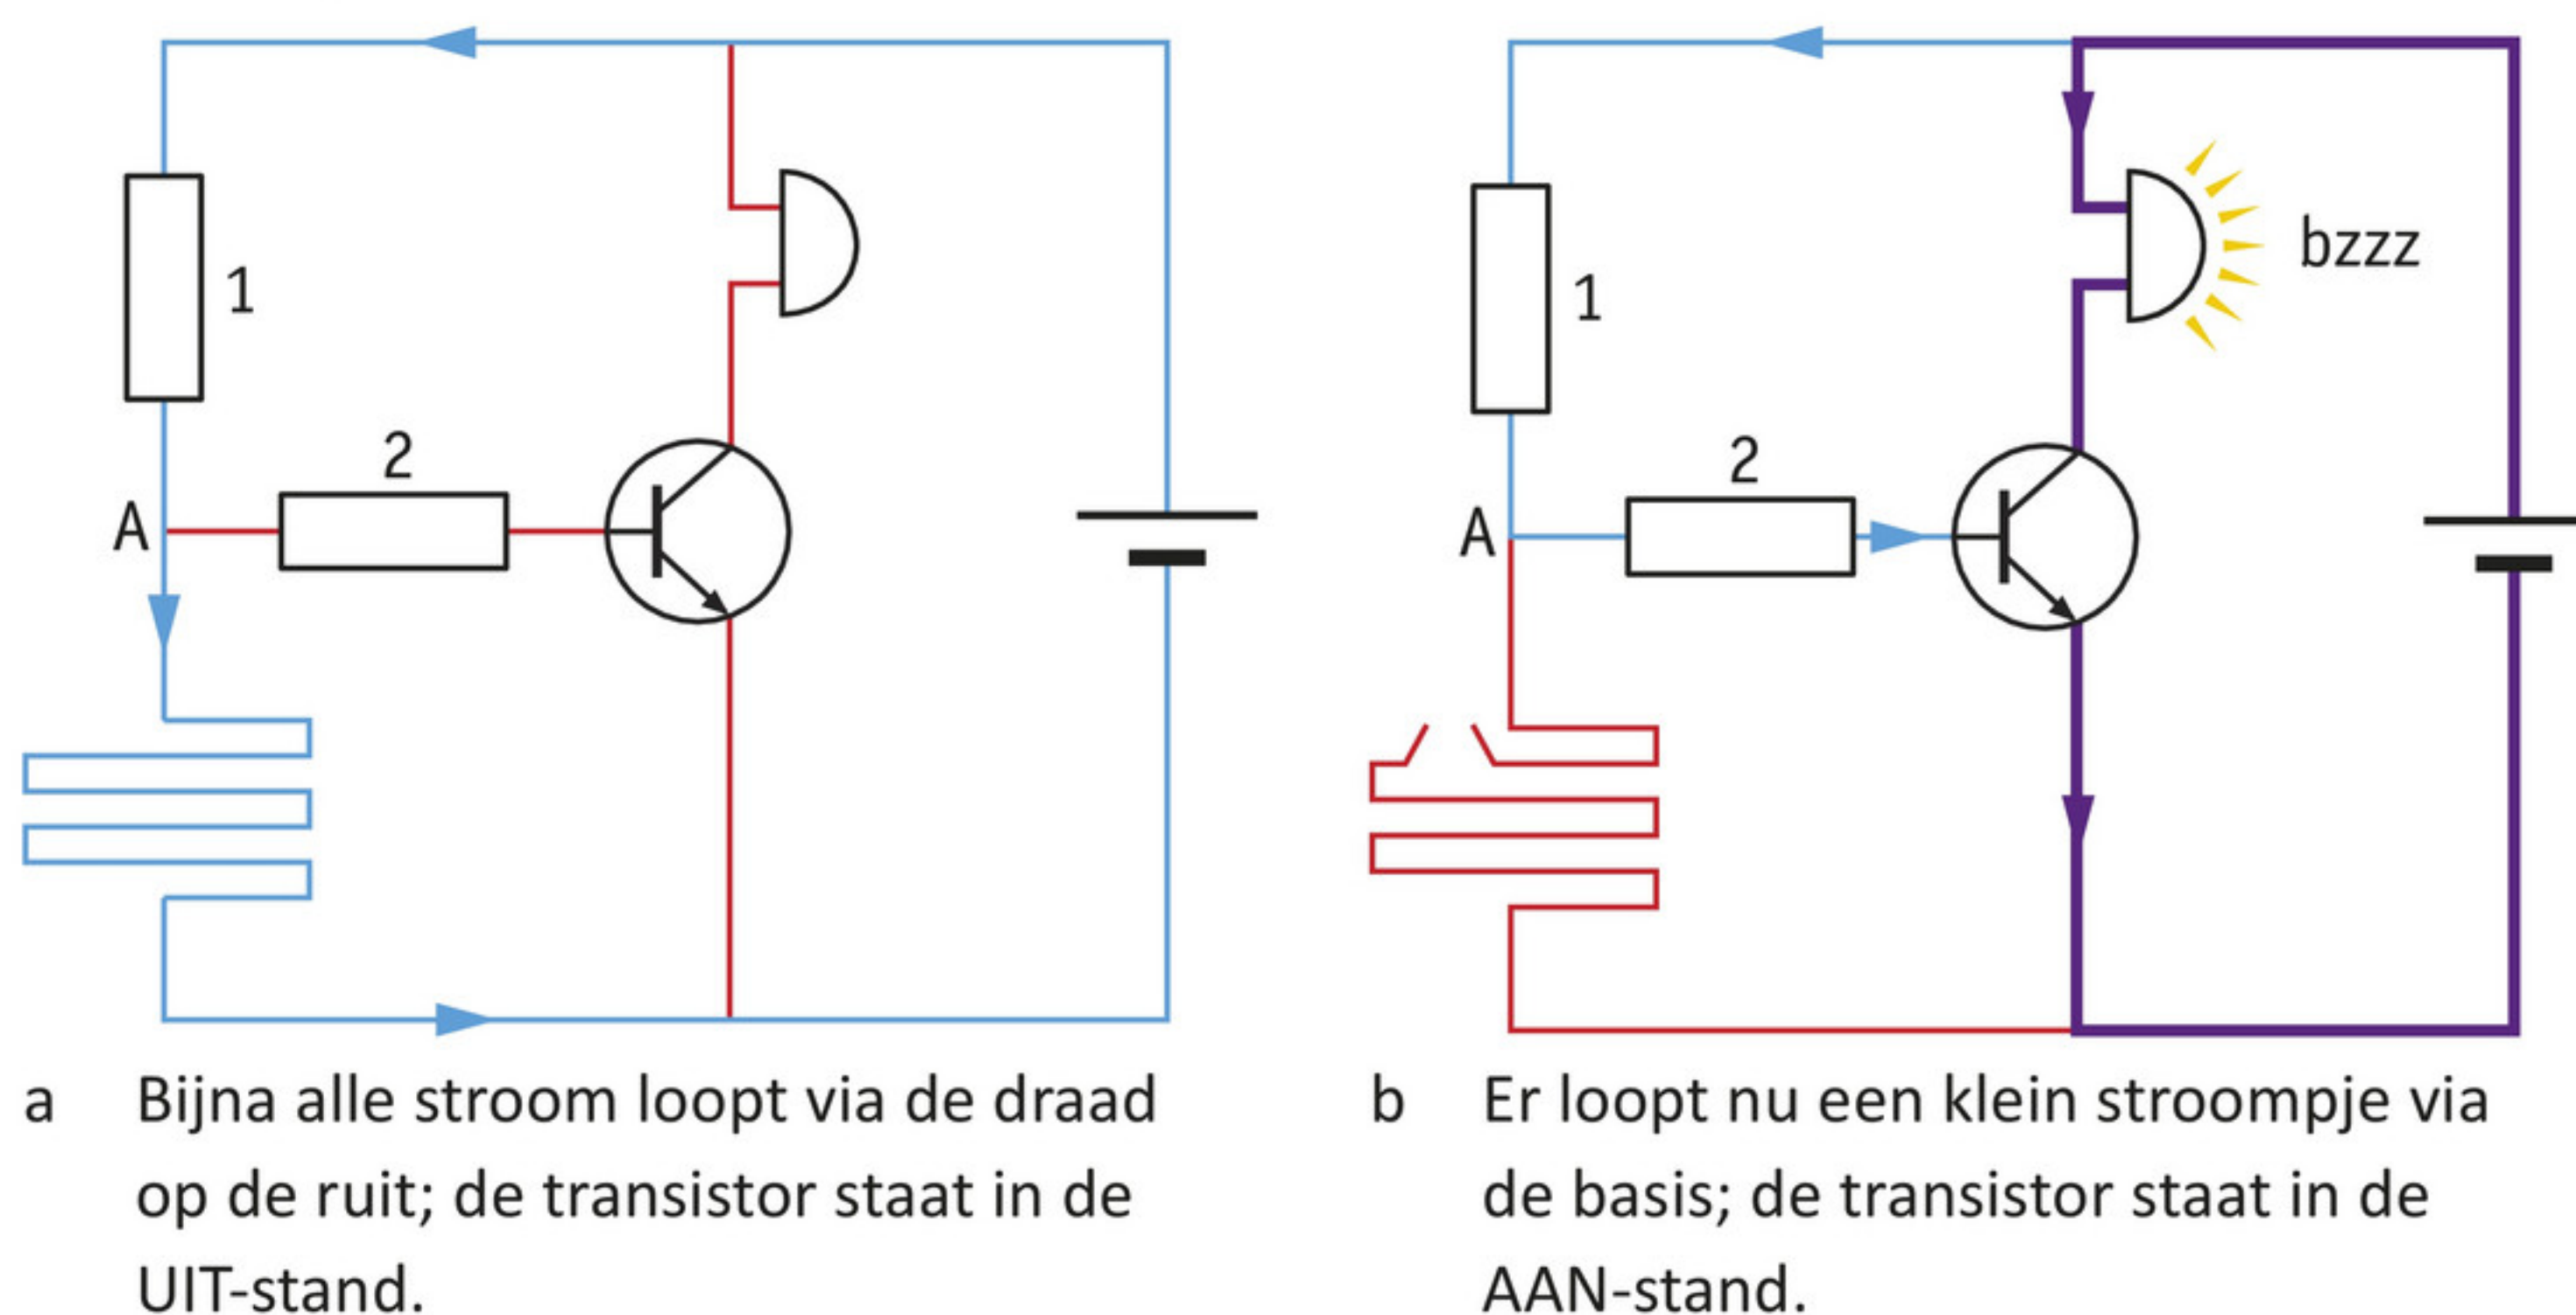 1
2
A
bzzz
1
2
A
a Bijna alle stroom loopt via de draad
op de ruit; de transistor staat in de
UIT-stand.
b Er loopt nu een klein stroompje via
de basis; de transistor staat in de
AAN-stand.